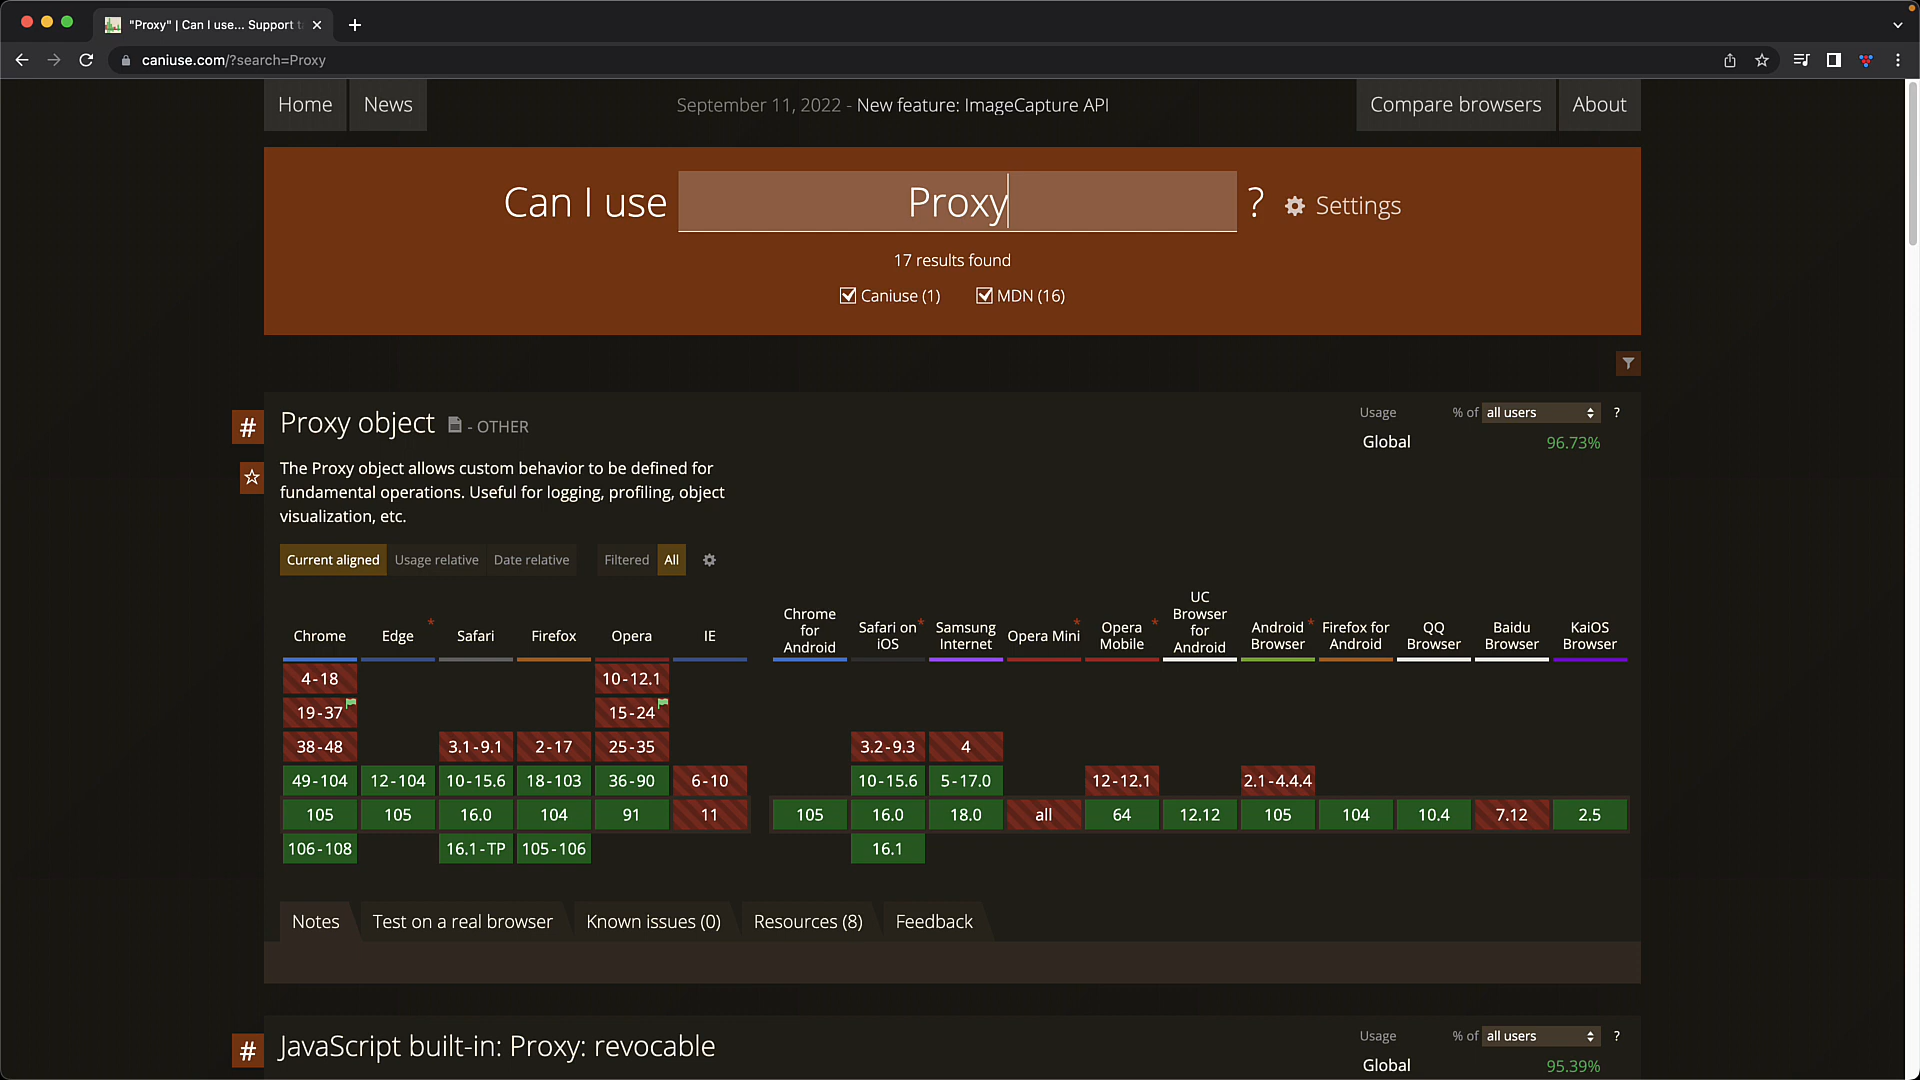 "Proxy" | Can I use... Support t
caniuse.com/?search=Proxy
Home
News
September 11, 2022 - New feature: ImageCapture API
Compare browsers
About
Can I use Proxy ?
Settings
17 results found
Caniuse (1)
MDN (16)
#
Proxy object
- OTHER
Usage
% of
all users
?
Global
96.73%
The Proxy object allows custom behavior to be defined for
fundamental operations. Useful for logging, profiling, object
visualization, etc.
Current aligned
Usage relative
Date relative
Filtered
All
Chrome
Edge *
Safari
Firefox
Opera
IE
Chrome for Android
Safari on iOS *
Samsung Internet
Opera Mini *
Opera Mobile *
UC Browser for Android
Android Browser *
Firefox for Android
QQ Browser
Baidu Browser
KaiOS Browser
4-18 10-12.1
19-37 15-24
38-48 3.1-9.1 2-17 25-35 3.2-9.3 4
49-104 12-104 10-15.6 18-103 36-90 6-10 10-15.6 5-17.0 12-12.1 2.1-4.4.4
105 105 16.0 104 91 11 105 16.0 18.0 all 64 12.12 105 104 10.4 7.12 2.5
106-108 16.1-TP 105-106 16.1
Notes
Test on a real browser
Known issues (0)
Resources (8)
Feedback
#
JavaScript built-in: Proxy: revocable
Usage
% of
all users
?
Global
95.39%